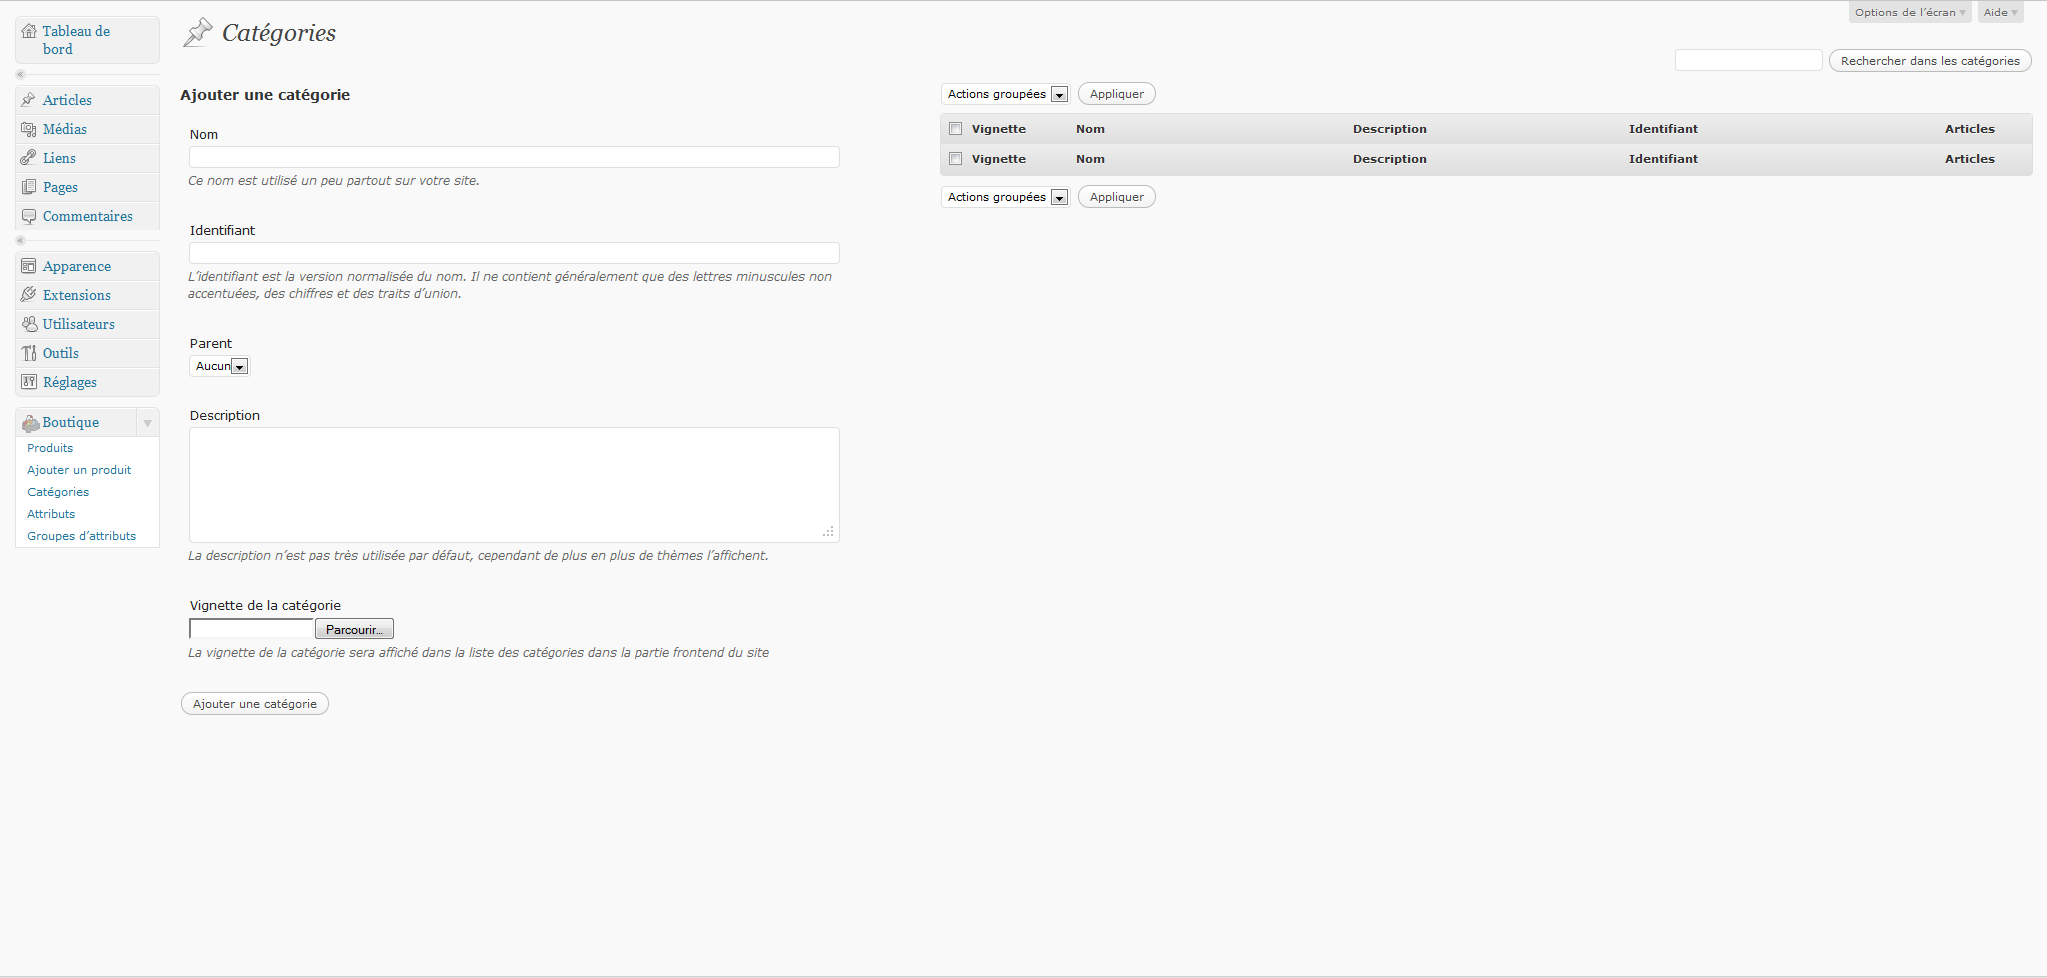 Options de l'écran
Aide
Tableau de
bord
Catégories
Rechercher dans les catégories
Articles
Médias
Liens
Pages
Commentaires
Apparence
Extensions
Utilisateurs
Outils
Réglages
Boutique
Produits
Ajouter un produit
Catégories
Attributs
Groupes d'attributs
Ajouter une catégorie
Nom
Ce nom est utilisé un peu partout sur votre site.
Identifiant
L'identifiant est la version normalisée du nom. Il ne contient généralement que des lettres minuscules non
accentuées, des chiffres et des traits d'union.
Parent
Aucun
Description
La description n'est pas très utilisée par défaut, cependant de plus en plus de thèmes l'affichent.
Vignette de la catégorie
Parcourir...
La vignette de la catégorie sera affiché dans la liste des catégories dans la partie frontend du site
Ajouter une catégorie
Actions groupées Appliquer
Vignette Nom Description Identifiant Articles
Vignette Nom Description Identifiant Articles
Actions groupées Appliquer